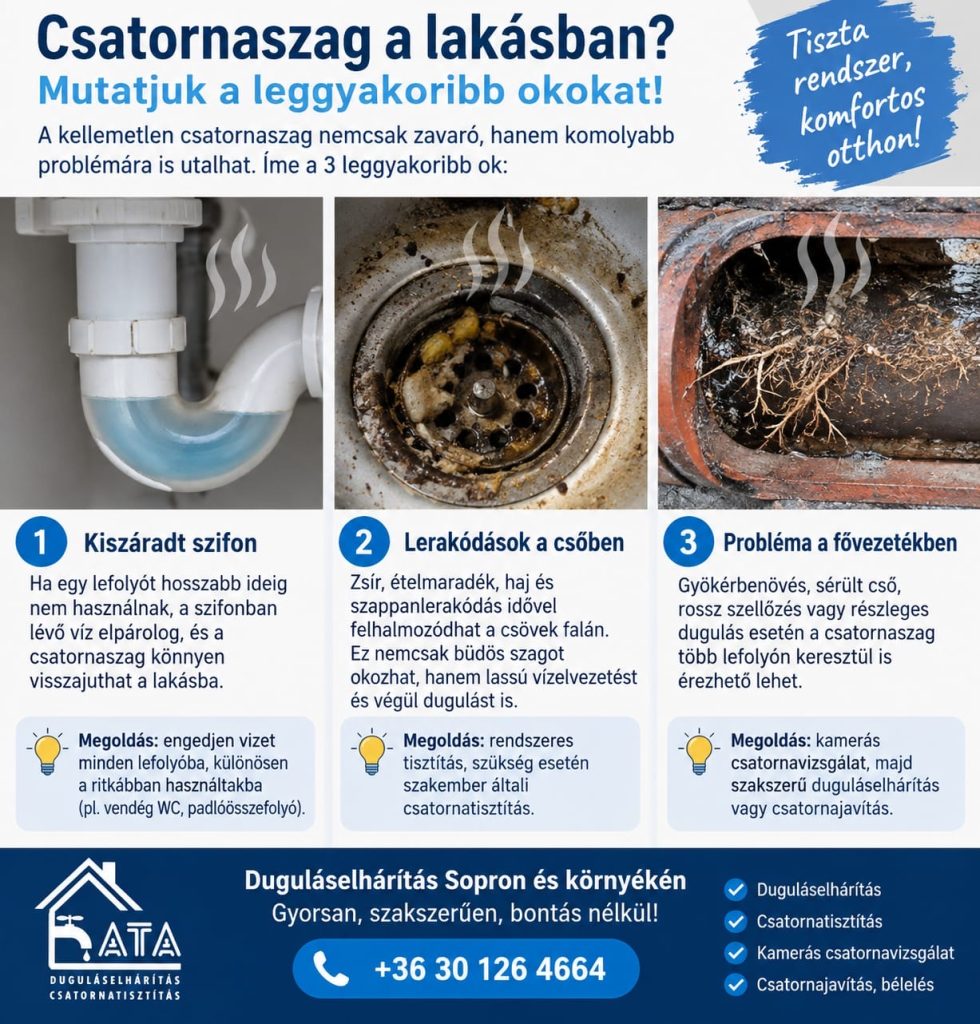 Csatornaszag a lakásban?
Mutatjuk a leggyakoribb okokat!
A kellemetlen csatornaszag nemcsak zavaró, hanem komolyabb
problémára is utalhat. Íme a 3 leggyakoribb ok:
Tiszta
rendszer,
komfortos
otthon!
1 Kiszáradt szifon
Ha egy lefolyót hosszabb ideig
nem használnak, a szifonban
lévő víz elpárolog, és a
csatornaszag könnyen
visszajuthat a lakásba.
Megoldás: engedjen vizet
minden lefolyóba, különösen
a ritkábban használtakba
(pl. vendég WC, padlóösszefolyó).
2 Lerakódások a csőben
Zsír, ételmaradék, haj és
szappanlerakódás idővel
felhalmozódhat a csövek falán.
Ez nemcsak büdös szagot
okozhat, hanem lassú vízelvezetést
és végül dugulást is.
Megoldás: rendszeres
tisztítás, szükség esetén
szakember általi
csatornatisztítás.
3 Probléma a fővezetékben
Gyökérbenövés, sérült cső,
rossz szellőzés vagy részleges
dugulás esetén a csatornaszag
több lefolyón keresztül is
érezhető lehet.
Megoldás: kamerás
csatornavizsgálat, majd
szakszerű duguláselhárítás
vagy csatornajavítás.
BATA
DUGULÁSELHÁRÍTÁS
CSATORNATISZTÍTÁS
Duguláselhárítás Sopron és környékén
Gyorsan, szakszerűen, bontás nélkül!
+36 30 126 4664
Duguláselhárítás
Csatornatisztítás
Kamerás csatornavizsgálat
Csatornajavítás, bélelés